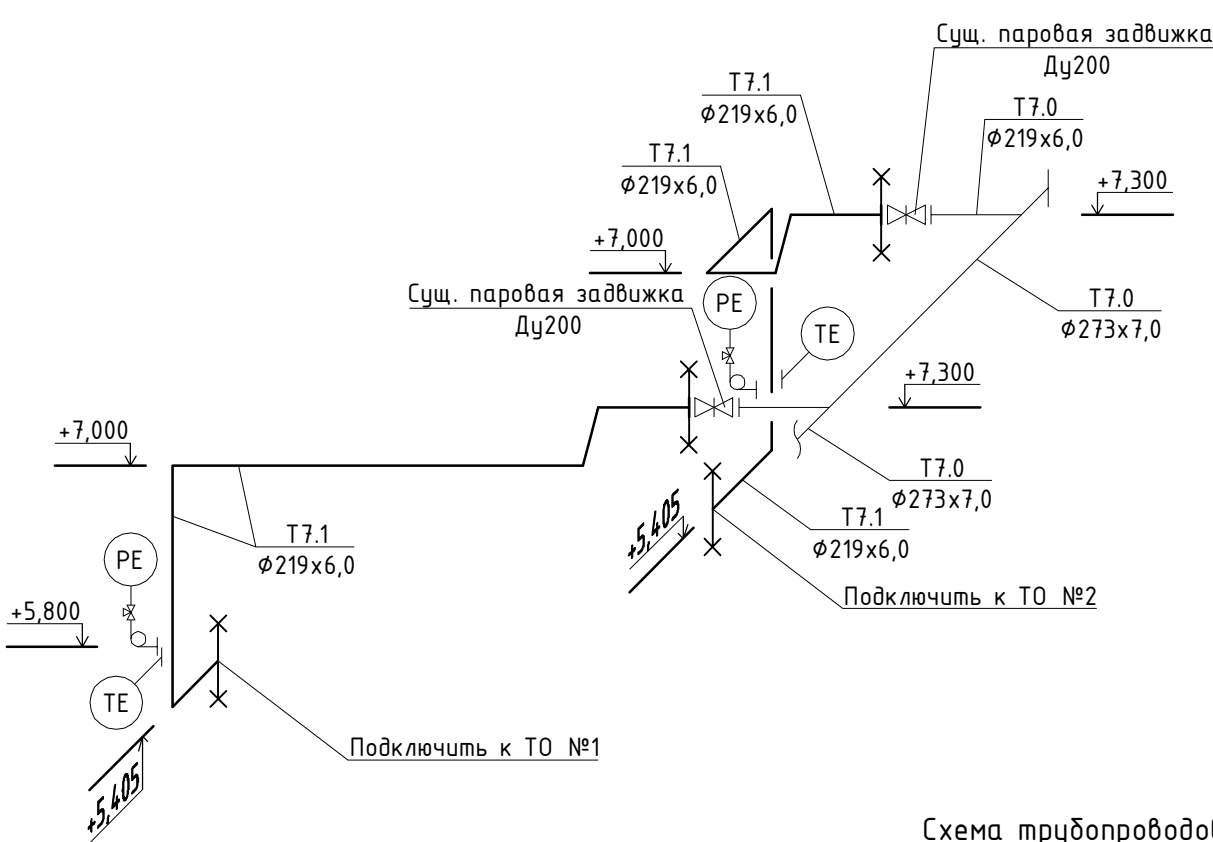 Сущ. паровая задвижка
Ду200
Т7.1
Ф219х6,0
Т7.0
Ф219х6,0
Т7.1
Ф219х6,0
+7,300
+7,000
Сущ. паровая задвижка
Ду200
PE
TE
Т7.0
Ф273х7,0
+7,300
+7,000
Т7.0
Ф273х7,0
+5,405
Т7.1
Ф219х6,0
Т7.1
Ф219х6,0
PE
Подключить к ТО №2
+5,800
TE
Подключить к ТО №1
+5,405
Схема трубопроводов